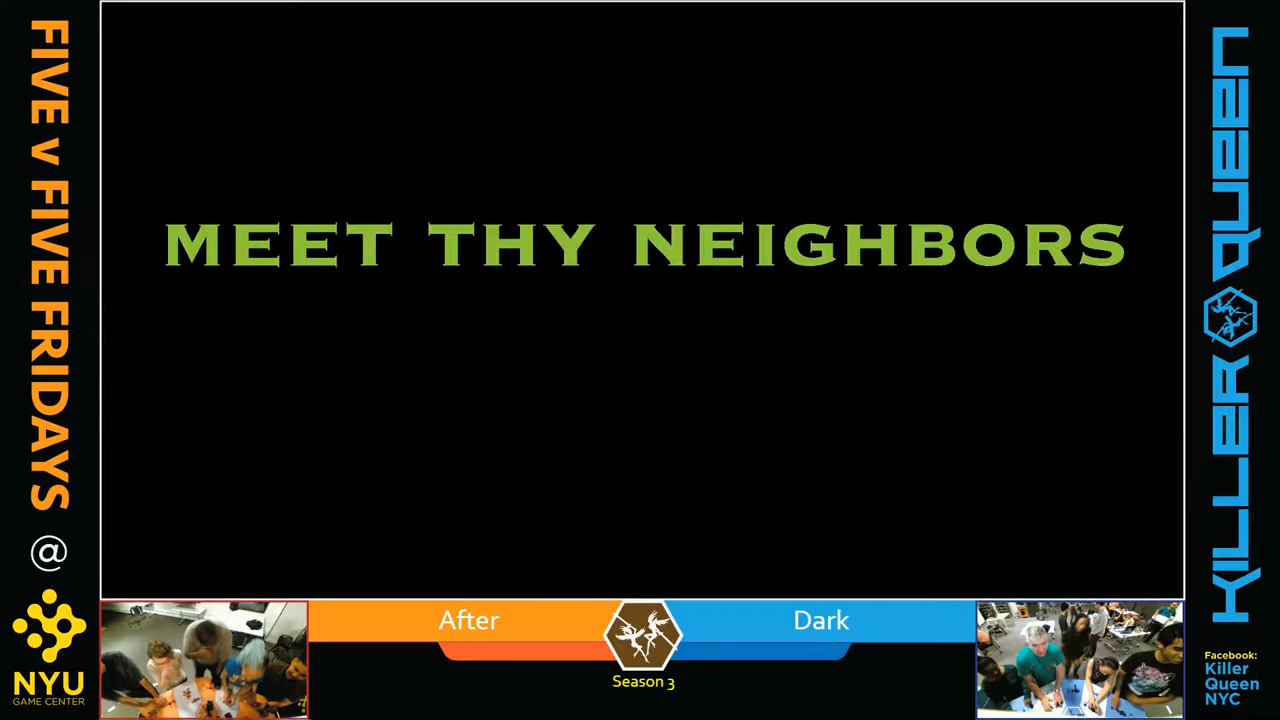 FIVE v FIVE FRIDAYS @
NYU
GAME CENTER
MEET THY NEIGHBORS
After
Dark
Season 3
KILLER QUEEN
Facebook:
Killer
Queen
NYC